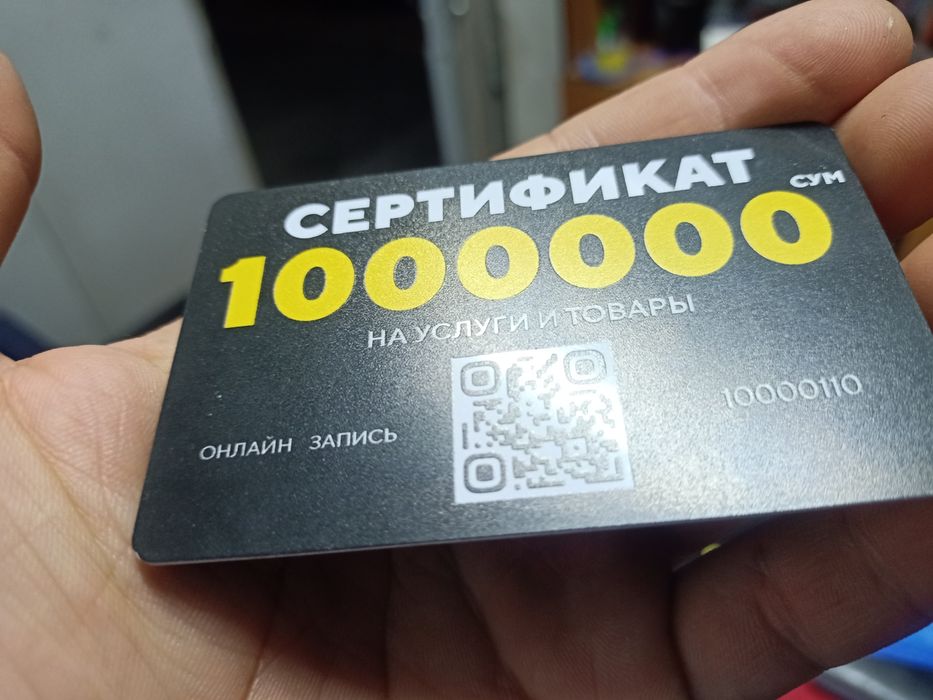 СЕРТИФИКАТ
1000000 СУМ
НА УСЛУГИ И ТОВАРЫ
10000110
ОНЛАЙН ЗАПИСЬ